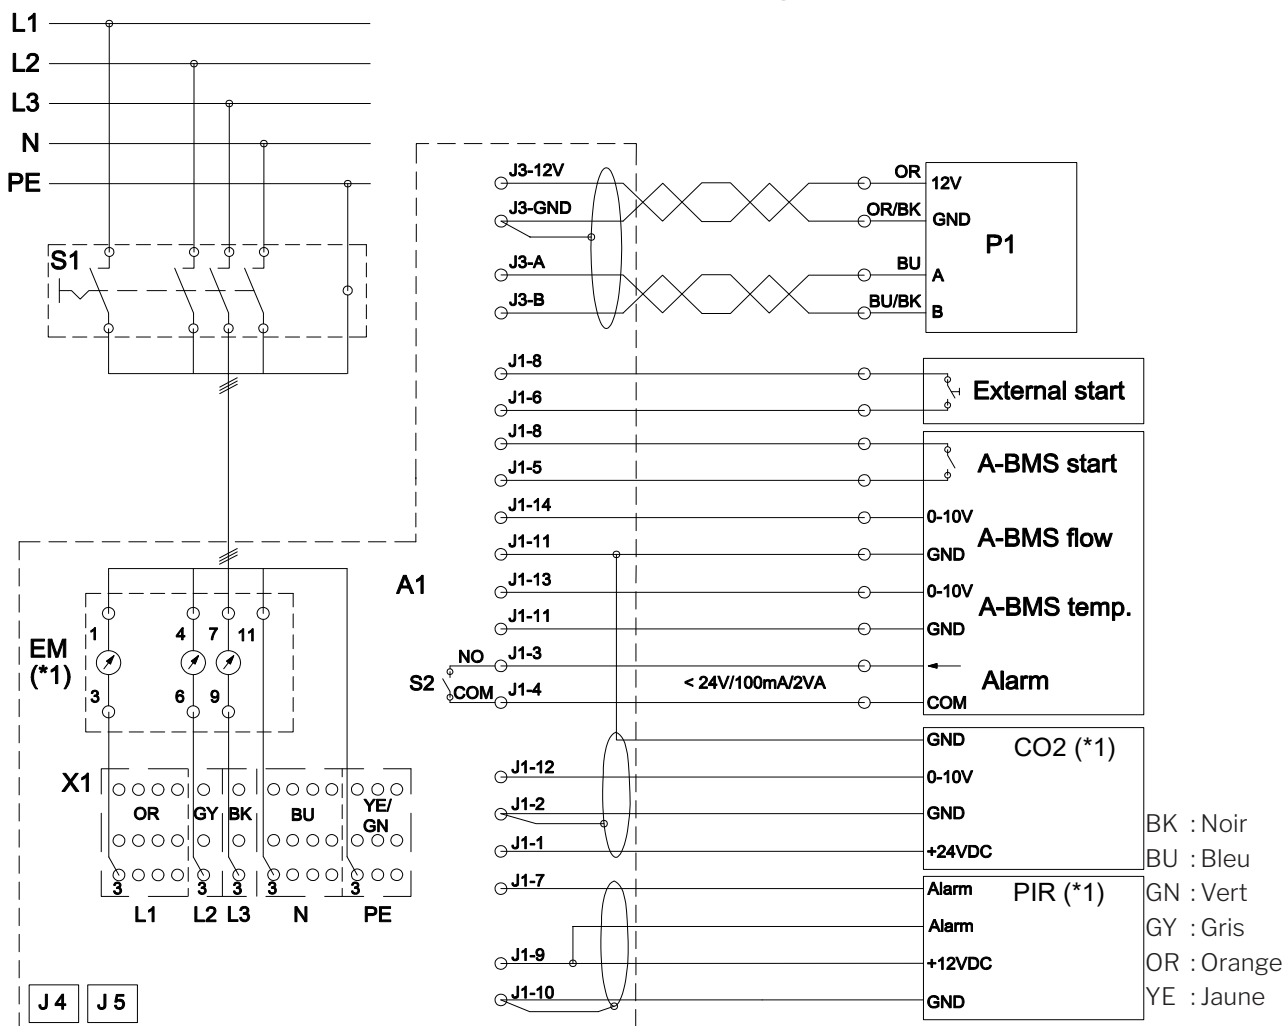 L1
L2
L3
N
PE
S1
J3-12V
OR
12V
J3-GND
OR/BK
GND
P1
J3-A
BU
A
J3-B
BU/BK
B
J1-8
J1-6
External start
J1-8
J1-5
A-BMS start
J1-14
0-10V
A-BMS flow
J1-11
GND
J1-13
0-10V
A-BMS temp.
J1-11
GND
A1
NO
J1-3
S2
COM
J1-4
< 24V/100mA/2VA
Alarm
COM
GND
CO2 (*1)
J1-12
0-10V
J1-2
GND
J1-1
+24VDC
J1-7
Alarm
PIR (*1)
Alarm
J1-9
+12VDC
J1-10
GND
EM
(*1)
1
4
7
11
3
6
9
X1
OR
GY
BK
BU
YE/
GN
3
3
3
3
3
L1
L2
L3
N
PE
J 4
J 5
BK : Noir
BU : Bleu
GN : Vert
GY : Gris
OR : Orange
YE : Jaune